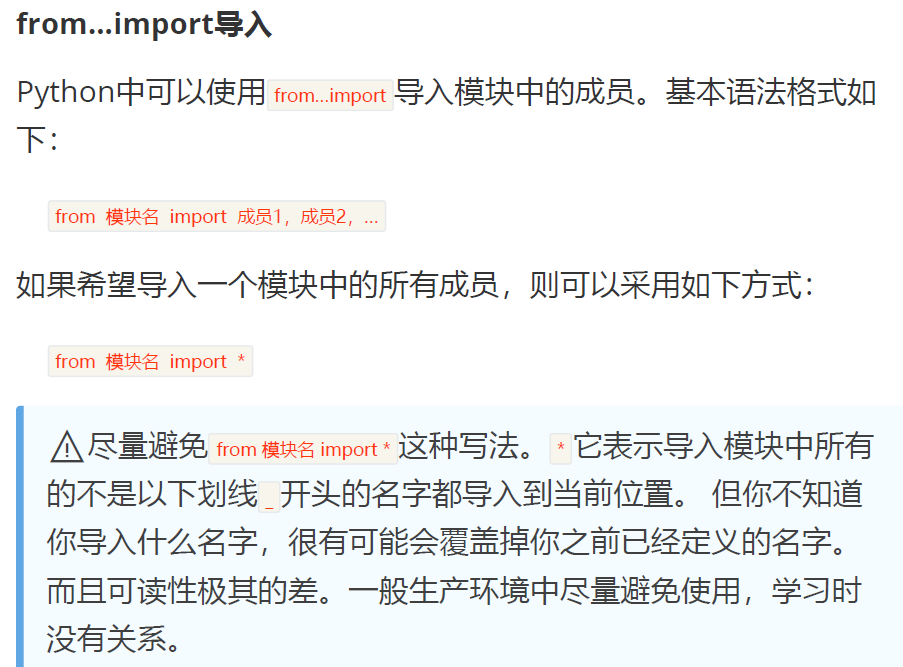 from...import导入
Python中可以使用from...import导入模块中的成员。基本语法格式如
下：
from 模块名 import 成员1，成员2，...
如果希望导入一个模块中的所有成员，则可以采用如下方式：
from 模块名 import *
⚠尽量避免from 模块名 import *这种写法。*它表示导入模块中所有
的不是以下划线_开头的名字都导入到当前位置。 但你不知道
你导入什么名字，很有可能会覆盖掉你之前已经定义的名字。
而且可读性极其的差。一般生产环境中尽量避免使用，学习时
没有关系。